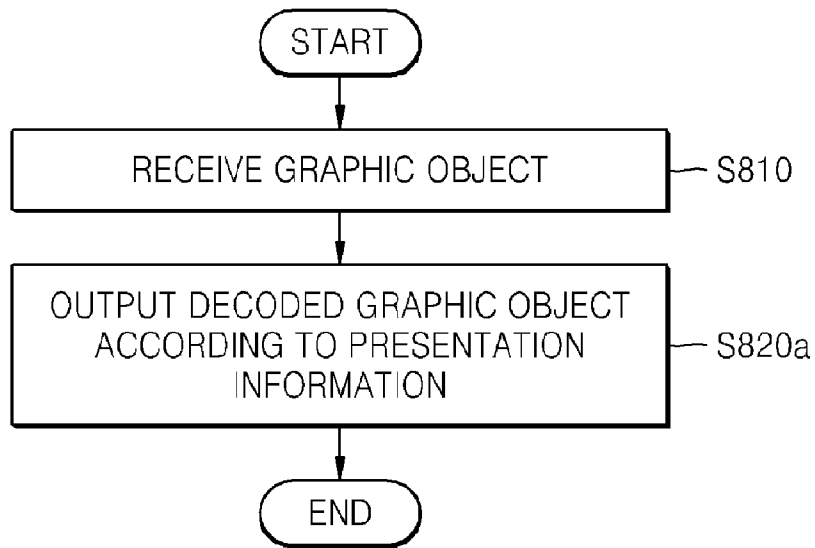 START
RECEIVE GRAPHIC OBJECT
S810
OUTPUT DECODED GRAPHIC OBJECT
ACCORDING TO PRESENTATION
INFORMATION
S820a
END